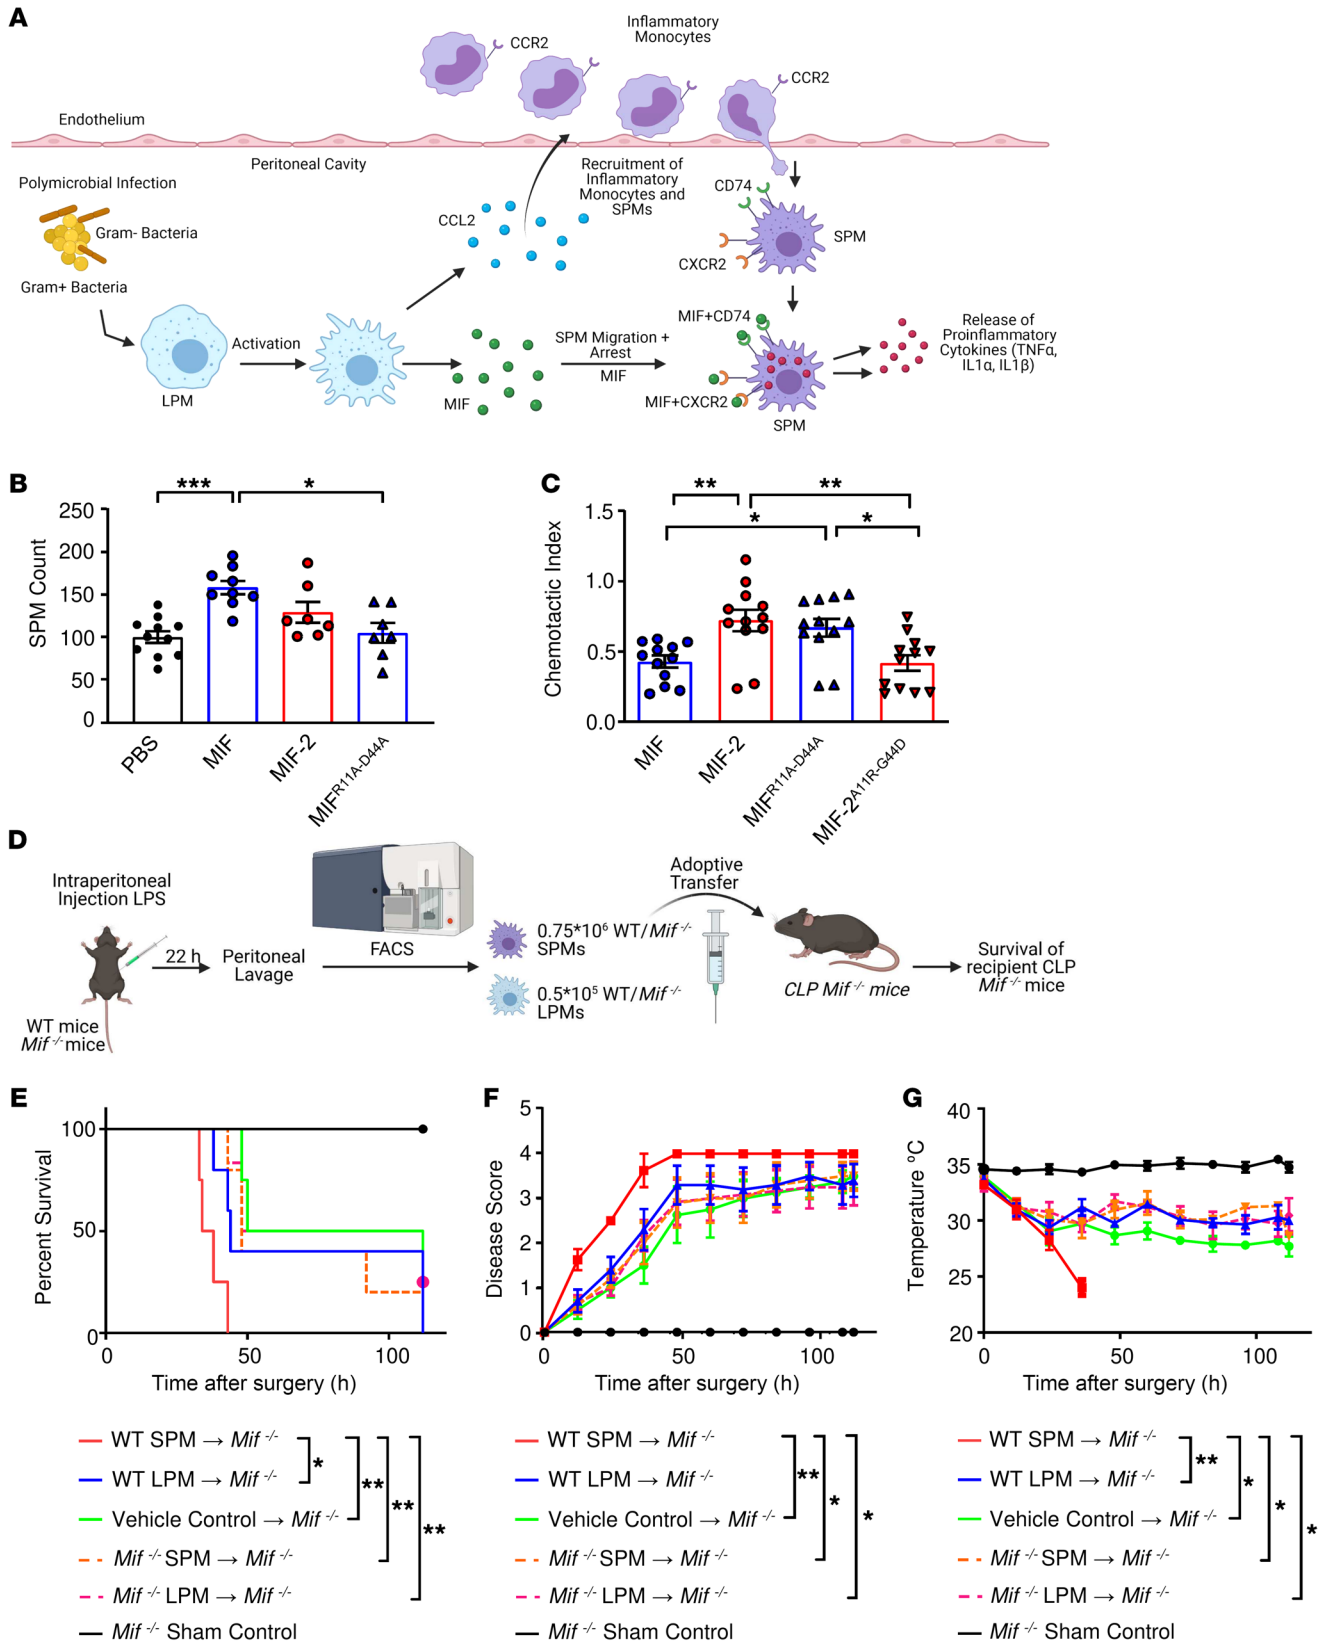 A
Inflammatory
Monocytes
CCR2
CCR2
Endothelium
Peritoneal Cavity
Recruitment of
Inflammatory
Monocytes and
SPMs
Polymicrobial Infection
Gram- Bacteria
Gram+ Bacteria
CCL2
CD74
SPM
CXCR2
LPM
Activation
MIF
SPM Migration +
Arrest
MIF
MIF+CD74
MIF+CXCR2
SPM
Release of
Proinflammatory
Cytokines (TNFα,
IL1α, IL1β)
B
*** *
SPM Count
250
200
150
100
50
0
PBS
MIF
MIF-2
MIF^R11A-D44A
C
** **
* *
Chemotactic Index
1.5
1.0
0.5
0.0
MIF
MIF-2
MIF^R11A-D44A
MIF-2^A11R-G44D
D
Intraperitoneal
Injection LPS
WT mice
Mif -/- mice
22 h
Peritoneal
Lavage
FACS
0.75*10⁶ WT/Mif -/-
SPMs
0.5*10⁵ WT/Mif -/-
LPMs
Adoptive
Transfer
CLP Mif -/- mice
Survival of
recipient CLP
Mif -/- mice
E
Percent Survival
100
50
0
0 50 100
Time after surgery (h)
WT SPM → Mif -/-
WT LPM → Mif -/-
Vehicle Control → Mif -/-
Mif -/- SPM → Mif -/-
Mif -/- LPM → Mif -/-
Mif -/- Sham Control
*
**
**
**
F
Disease Score
5
4
3
2
1
0
0 50 100
Time after surgery (h)
WT SPM → Mif -/-
WT LPM → Mif -/-
Vehicle Control → Mif -/-
Mif -/- SPM → Mif -/-
Mif -/- LPM → Mif -/-
Mif -/- Sham Control
**
*
*
G
Temperature ºC
40
35
30
25
20
0 50 100
Time after surgery (h)
WT SPM → Mif -/-
WT LPM → Mif -/-
Vehicle Control → Mif -/-
Mif -/- SPM → Mif -/-
Mif -/- LPM → Mif -/-
Mif -/- Sham Control
**
*
*
*